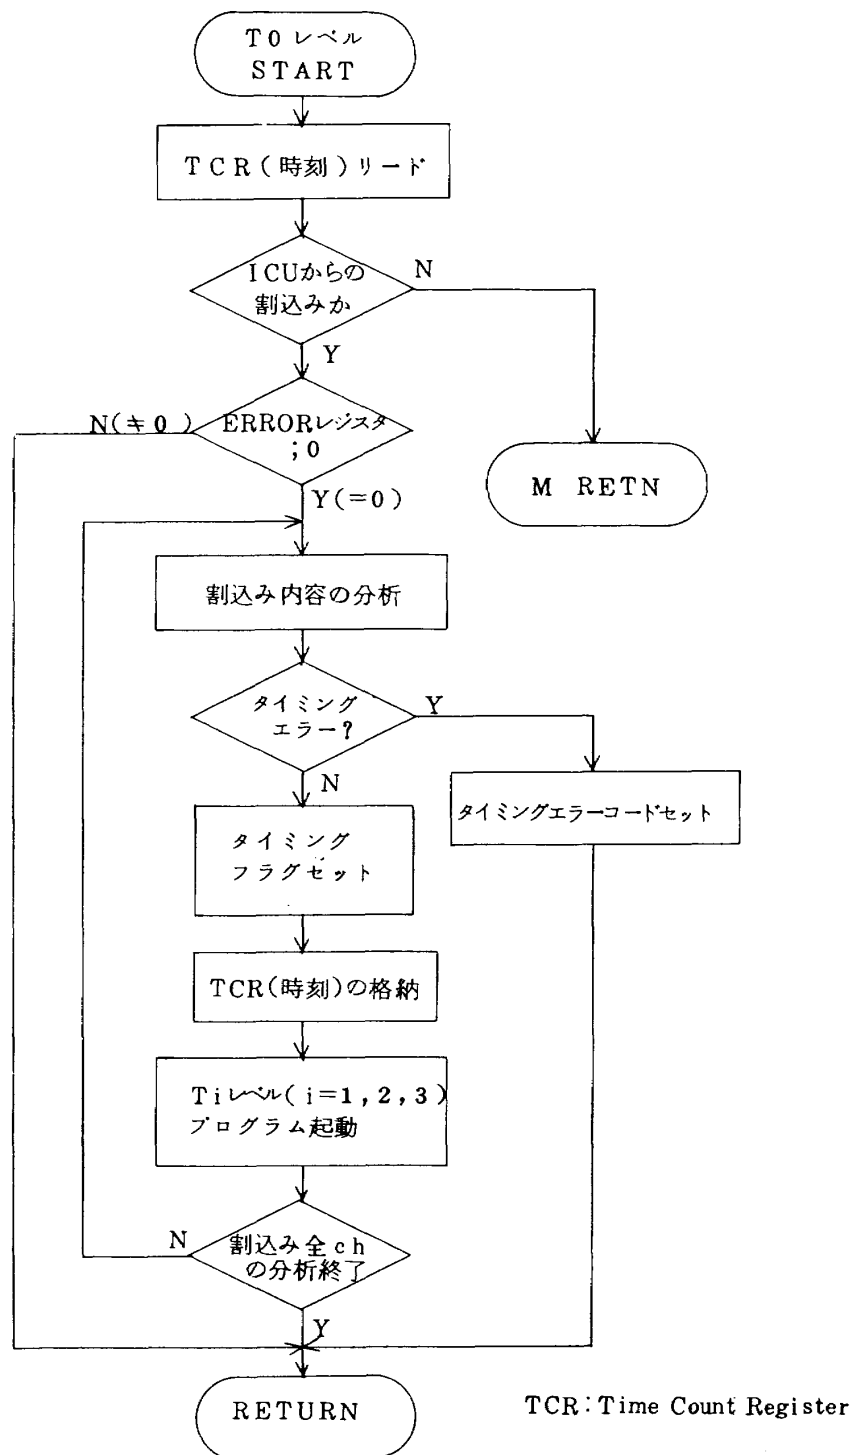 T0レベル
START
TCR(時刻)リード
ICUからの
割込みか
N
Y
N(≠0)
ERRORレジスタ
;0
Y(=0)
M RETN
割込み内容の分析
タイミング
エラー?
Y
N
タイミング
フラグセット
タイミングエラーコードセット
TCR(時刻)の格納
Tiレベル(i=1,2,3)
プログラム起動
N
割込み全ch
の分析終了
Y
RETURN
TCR:Time Count Register